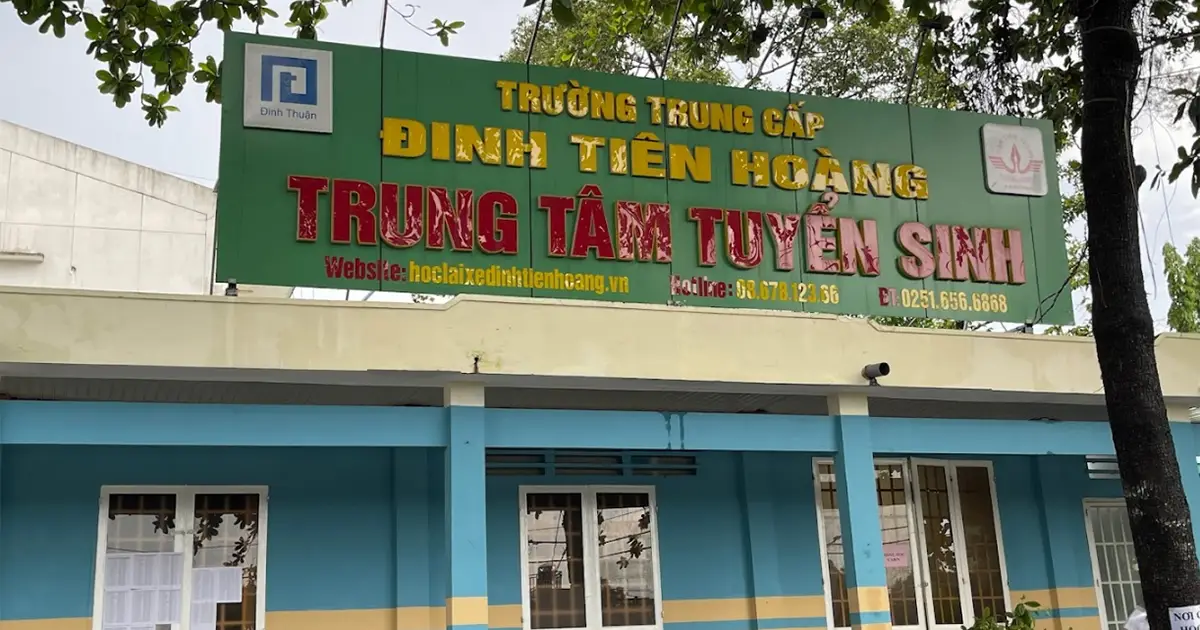 Đinh Thuận
TRƯỜNG TRUNG CẤP
ĐINH TIÊN HOÀNG
TRUNG TÂM TUYỂN SINH
Website: hoclaixedinhtienhoang.vn Hotline: 98.678.123.66 ĐT: 0251.656.6868